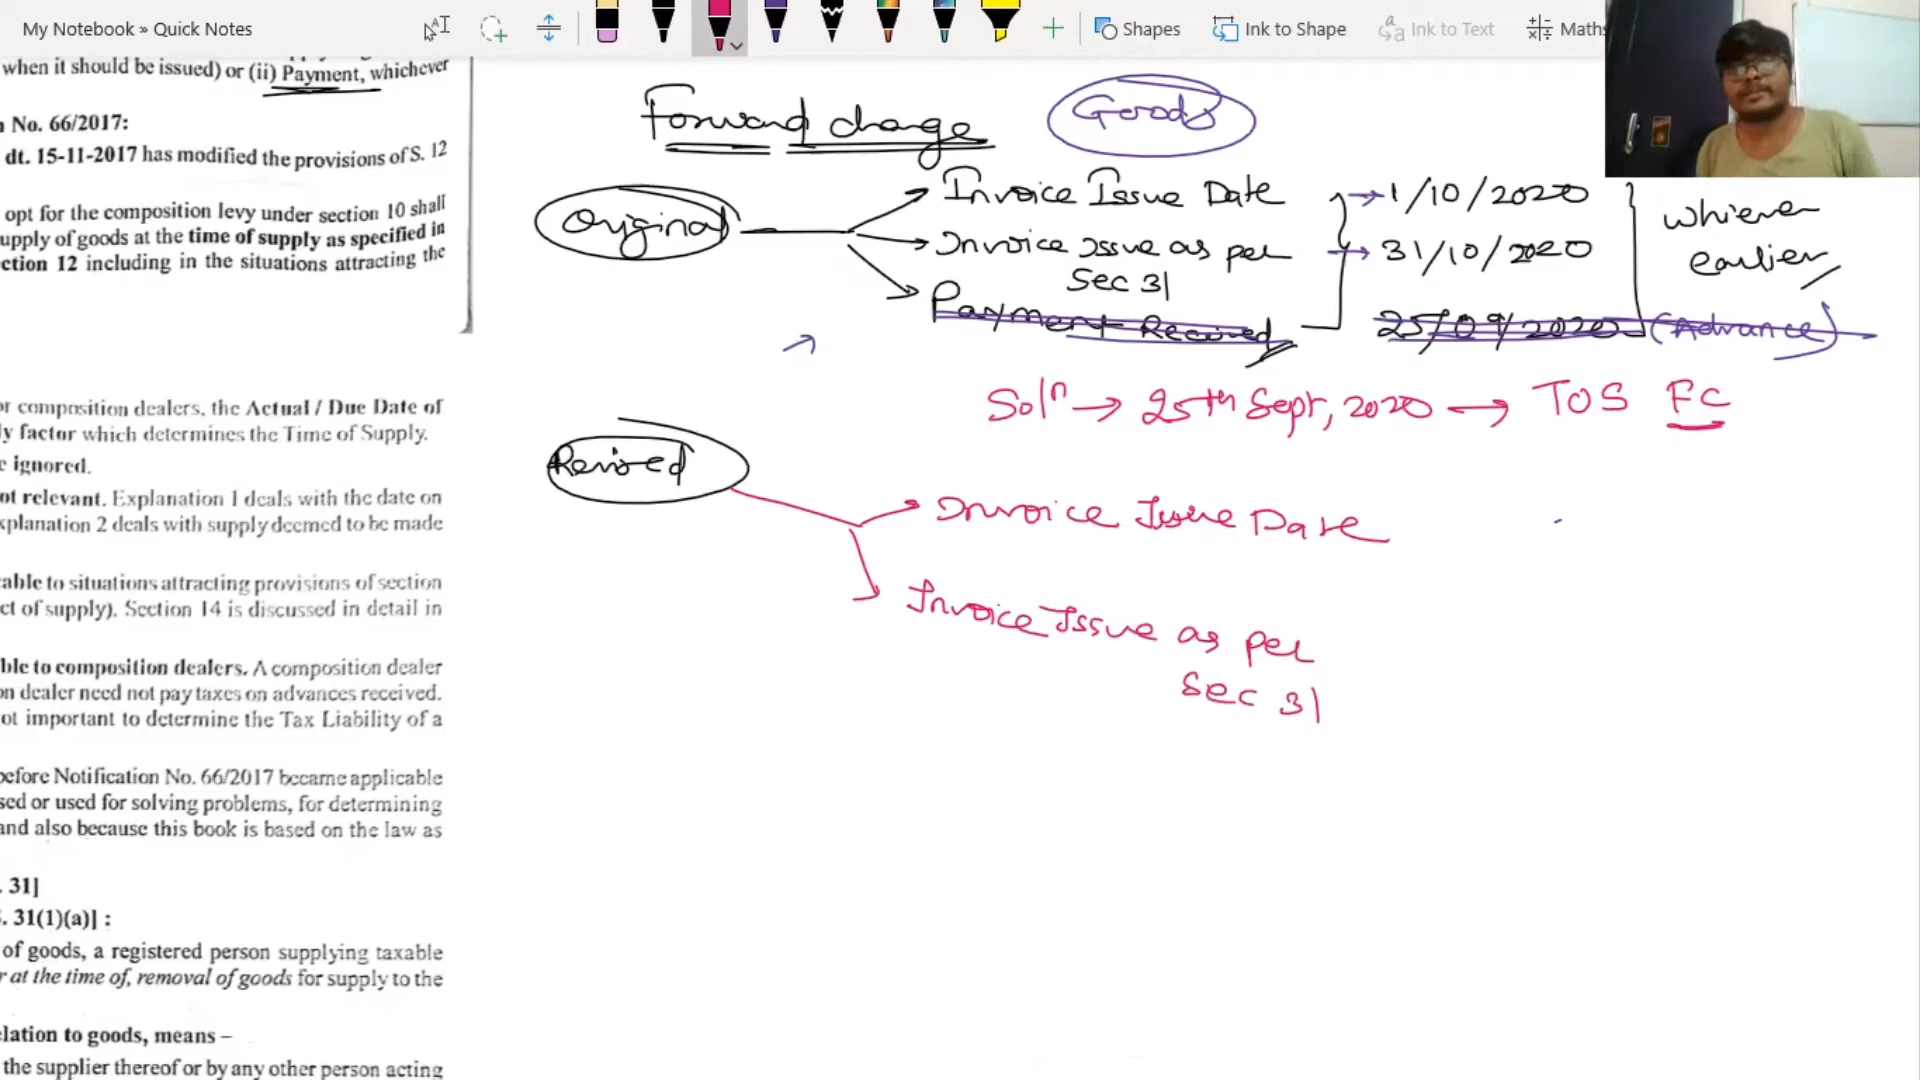 My Notebook » Quick Notes
Shapes
Ink to Shape
Ink to Text
Maths
when it should be issued) or (ii) Payment, whichever
No. 66/2017:
dt. 15-11-2017 has modified the provisions of S. 12
opt for the composition levy under section 10 shall
upply of goods at the time of supply as specified in
ction 12 including in the situations attracting the
or composition dealers, the Actual / Due Date of
ly factor which determines the Time of Supply.
e ignored.
ot relevant. Explanation 1 deals with the date on
xplanation 2 deals with supply deemed to be made
cable to situations attracting provisions of section
ct of supply). Section 14 is discussed in detail in
ble to composition dealers. A composition dealer
on dealer need not pay taxes on advances received.
ot important to determine the Tax Liability of a
before Notification No. 66/2017 became applicable
sed or used for solving problems, for determining
and also because this book is based on the law as
. 31]
S. 31(1)(a)] :
of goods, a registered person supplying taxable
r at the time of, removal of goods for supply to the
elation to goods, means –
the supplier thereof or by any other person acting
Forward charge
Goods
Original
Invoice Issue Date
1/10/2020
Invoice Issue as per
Sec 31
31/10/2020
whiever
earlier
Payment Received
25/09/2020
(Advance)
Solⁿ → 25th Sept, 2020 → TOS FC
Revised
Invoice Issue Date
Invoice Issue as per
Sec 31